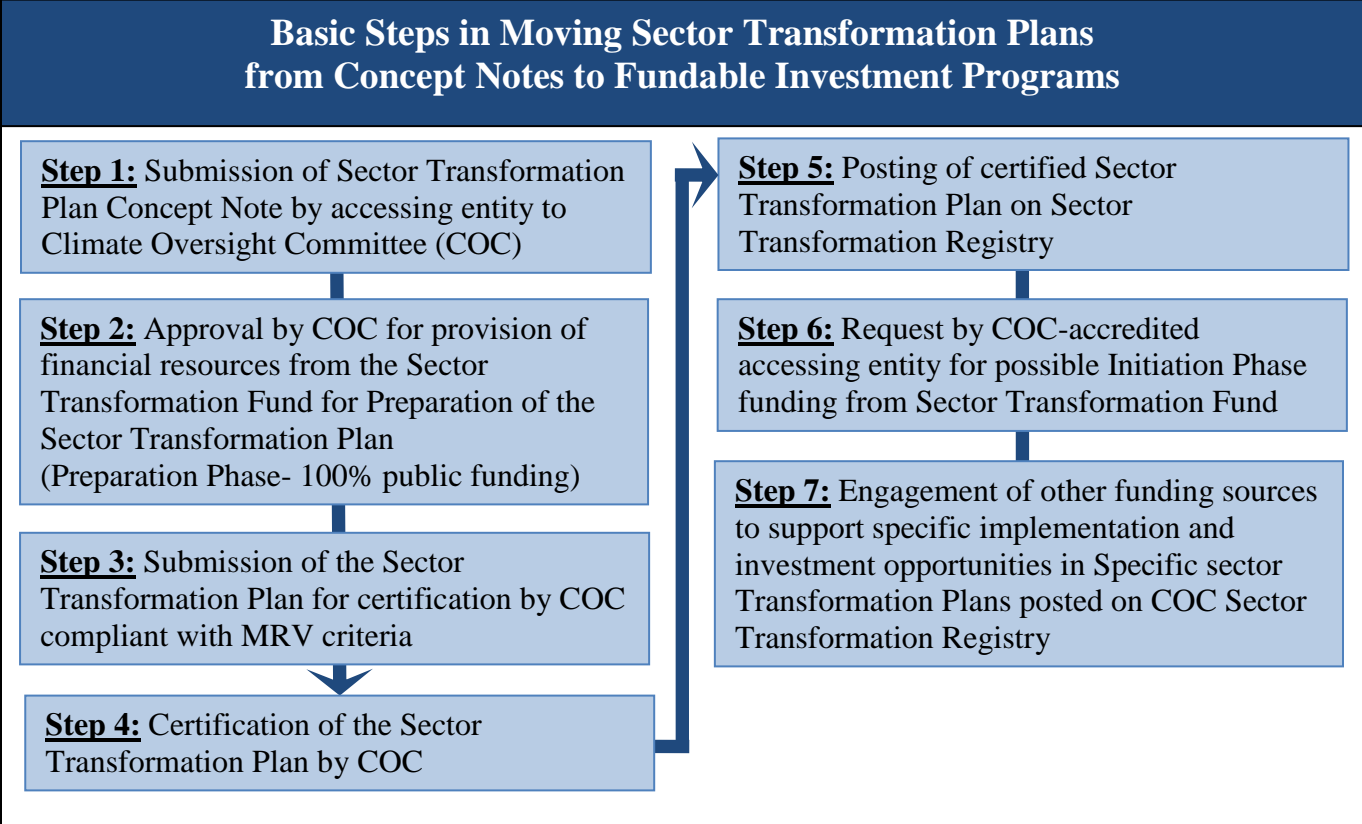 Basic Steps in Moving Sector Transformation Plans
from Concept Notes to Fundable Investment Programs
Step 1: Submission of Sector Transformation
Plan Concept Note by accessing entity to
Climate Oversight Committee (COC)
Step 2: Approval by COC for provision of
financial resources from the Sector
Transformation Fund for Preparation of the
Sector Transformation Plan
(Preparation Phase- 100% public funding)
Step 3: Submission of the Sector
Transformation Plan for certification by COC
compliant with MRV criteria
Step 4: Certification of the Sector
Transformation Plan by COC
Step 5: Posting of certified Sector
Transformation Plan on Sector
Transformation Registry
Step 6: Request by COC-accredited
accessing entity for possible Initiation Phase
funding from Sector Transformation Fund
Step 7: Engagement of other funding sources
to support specific implementation and
investment opportunities in Specific sector
Transformation Plans posted on COC Sector
Transformation Registry